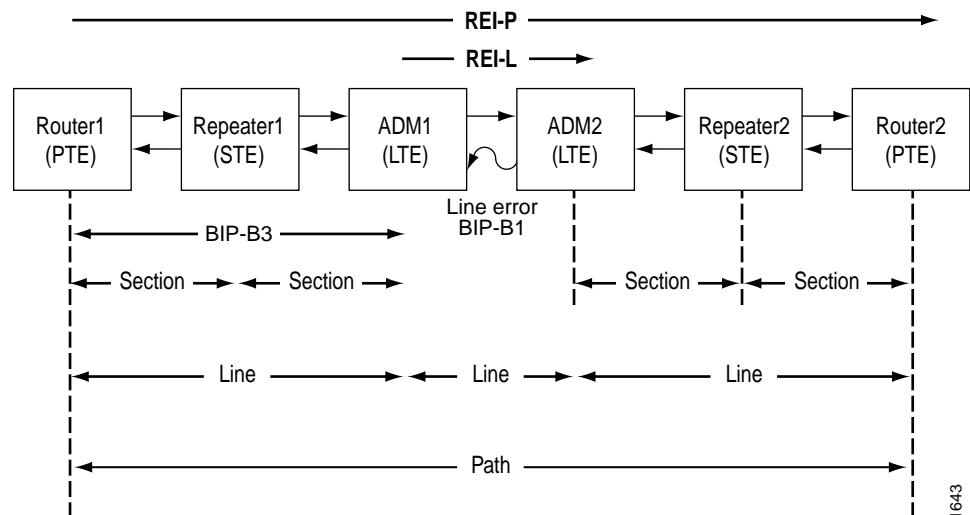 REI-P
REI-L
Router1
(PTE)
Repeater1
(STE)
ADM1
(LTE)
ADM2
(LTE)
Repeater2
(STE)
Router2
(PTE)
Line error
BIP-B1
BIP-B3
Section
Section
Section
Section
Line
Line
Line
Path
1643